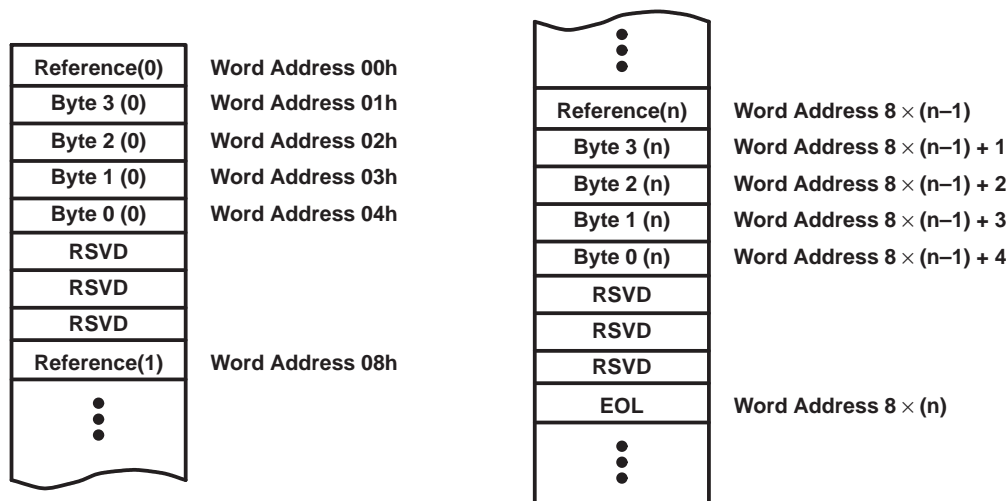 Reference(0) Word Address 00h
Byte 3 (0) Word Address 01h
Byte 2 (0) Word Address 02h
Byte 1 (0) Word Address 03h
Byte 0 (0) Word Address 04h
RSVD
RSVD
RSVD
Reference(1) Word Address 08h
Reference(n) Word Address 8 × (n–1)
Byte 3 (n) Word Address 8 × (n–1) + 1
Byte 2 (n) Word Address 8 × (n–1) + 2
Byte 1 (n) Word Address 8 × (n–1) + 3
Byte 0 (n) Word Address 8 × (n–1) + 4
RSVD
RSVD
RSVD
EOL Word Address 8 × (n)